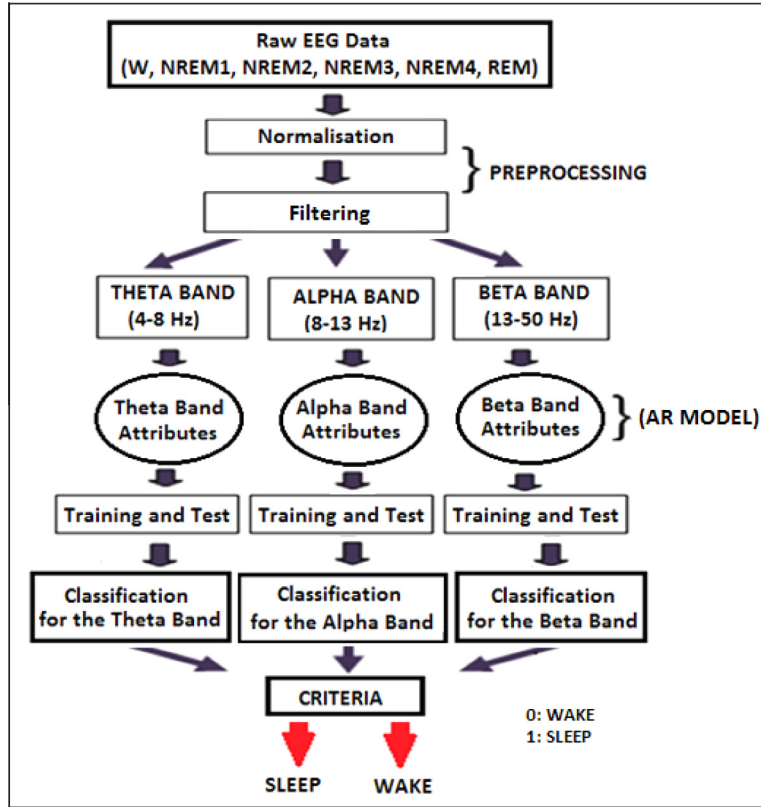 Raw EEG Data
(W, NREM1, NREM2, NREM3, NREM4, REM)
Normalisation
} PREPROCESSING
Filtering
THETA BAND
(4-8 Hz)
ALPHA BAND
(8-13 Hz)
BETA BAND
(13-50 Hz)
Theta Band
Attributes
Alpha Band
Attributes
Beta Band
Attributes
} (AR MODEL)
Training and Test
Training and Test
Training and Test
Classification
for the Theta Band
Classification
for the Alpha Band
Classification
for the Beta Band
CRITERIA
0: WAKE
1: SLEEP
SLEEP
WAKE